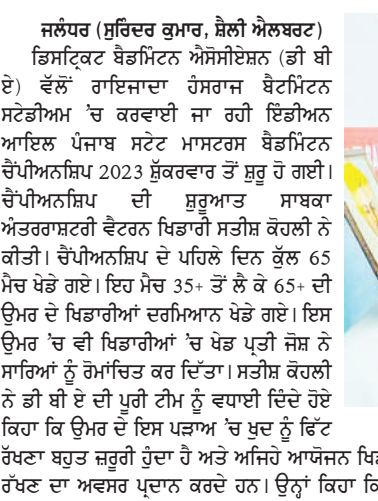 ਜਲੰਧਰ (ਸੁਰਿੰਦਰ ਕੁਮਾਰ, ਸ਼ੈਲੀ ਐਲਬਰਟ)
ਡਿਸਟ੍ਰਿਕਟ ਬੈਡਮਿੰਟਨ ਐਸੋਸੀਏਸ਼ਨ (ਡੀ ਬੀ
ਏ) ਵੱਲੋਂ ਰਾਇਜਾਦਾ ਹੰਸਰਾਜ ਬੈਟਮਿੰਟਨ
ਸਟੇਡੀਅਮ ’ਚ ਕਰਵਾਈ ਜਾ ਰਹੀ ਇੰਡੀਅਨ
ਆਇਲ ਪੰਜਾਬ ਸਟੇਟ ਮਾਸਟਰਸ ਬੈਡਮਿੰਟਨ
ਚੈਂਪੀਅਨਸ਼ਿਪ 2023 ਸ਼ੁੱਕਰਵਾਰ ਤੋਂ ਸ਼ੁਰੂ ਹੋ ਗਈ।
ਚੈਂਪੀਅਨਸ਼ਿਪ ਦੀ ਸ਼ੁਰੂਆਤ ਸਾਬਕਾ
ਅੰਤਰਰਾਸ਼ਟਰੀ ਵੈਟਰਨ ਖਿਡਾਰੀ ਸਤੀਸ਼ ਕੋਹਲੀ ਨੇ
ਕੀਤੀ। ਚੈਂਪੀਅਨਸ਼ਿਪ ਦੇ ਪਹਿਲੇ ਦਿਨ ਕੁੱਲ 65
ਮੈਚ ਖੇਡੇ ਗਏ। ਇਹ ਮੈਚ 35+ ਤੋਂ ਲੈ ਕੇ 65+ ਦੀ
ਉਮਰ ਦੇ ਖਿਡਾਰੀਆਂ ਦਰਮਿਆਨ ਖੇਡੇ ਗਏ। ਇਸ
ਉਮਰ ’ਚ ਵੀ ਖਿਡਾਰੀਆਂ ’ਚ ਖੇਡ ਪ੍ਰਤੀ ਜੋਸ਼ ਨੇ
ਸਾਰਿਆਂ ਨੂੰ ਰੋਮਾਂਚਿਤ ਕਰ ਦਿੱਤਾ। ਸਤੀਸ਼ ਕੋਹਲੀ
ਨੇ ਡੀ ਬੀ ਏ ਦੀ ਪੂਰੀ ਟੀਮ ਨੂੰ ਵਧਾਈ ਦਿੰਦੇ ਹੋਏ
ਕਿਹਾ ਕਿ ਉਮਰ ਦੇ ਇਸ ਪੜਾਅ ’ਚ ਖੁਦ ਨੂੰ ਫਿੱਟ
ਰੱਖਣਾ ਬਹੁਤ ਜ਼ਰੂਰੀ ਹੁੰਦਾ ਹੈ ਅਤੇ ਅਜਿਹੇ ਆਯੋਜਨ
ਰੱਖਣ ਦਾ ਅਵਸਰ ਪ੍ਰਦਾਨ ਕਰਦੇ ਹਨ। ਉਨ੍ਹਾਂ ਕਿਹਾ